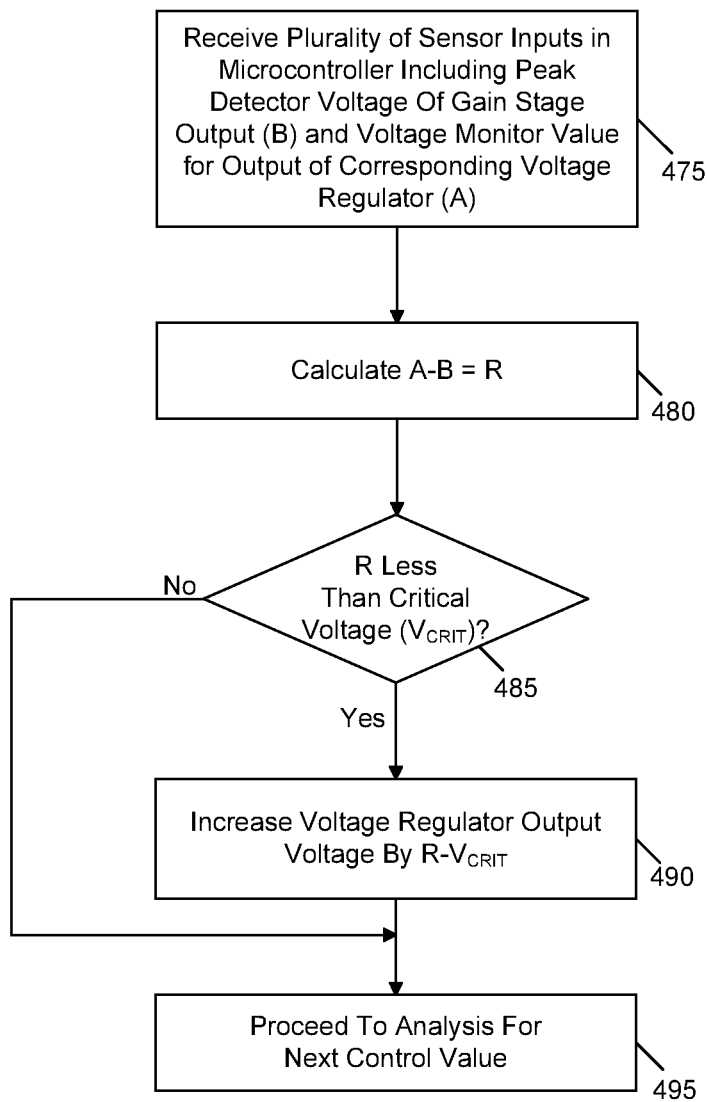 Receive Plurality of Sensor Inputs in
Microcontroller Including Peak
Detector Voltage Of Gain Stage
Output (B) and Voltage Monitor Value
for Output of Corresponding Voltage
Regulator (A)
475
Calculate A-B = R
480
R Less
Than Critical
Voltage (VCRIT)?
No
485
Yes
Increase Voltage Regulator Output
Voltage By R-VCRIT
490
Proceed To Analysis For
Next Control Value
495